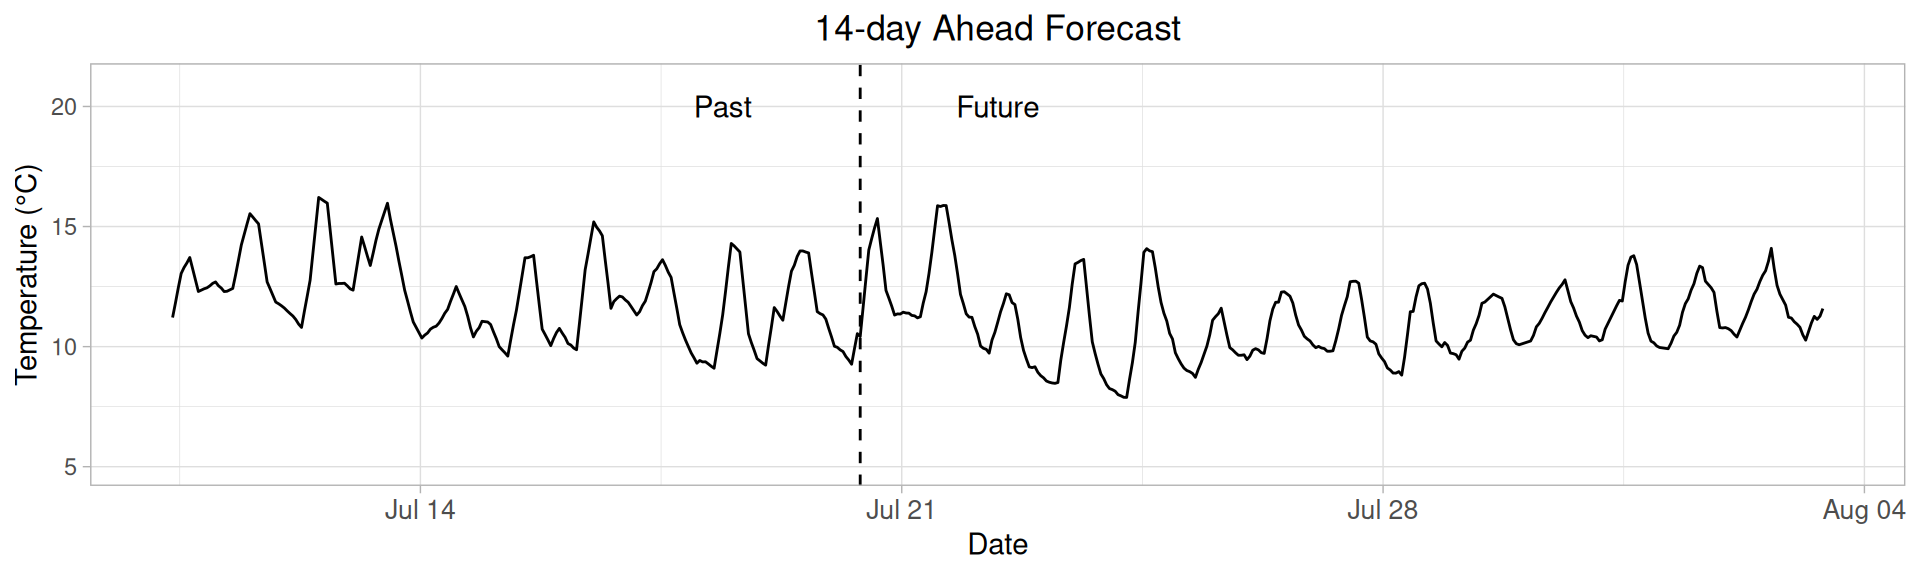 14-day Ahead Forecast
Past
Future
20
15
10
5
Temperature (°C)
Jul 14
Jul 21
Jul 28
Aug 04
Date